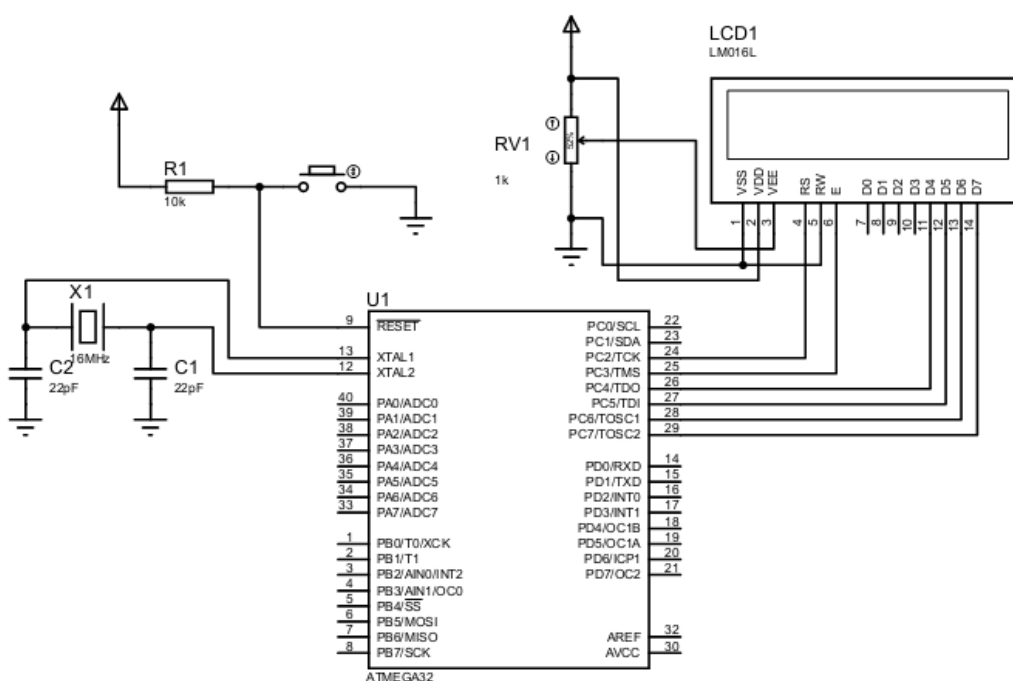 LCD1
LM016L
RV1
52%
1k
VSS
VDD
VEE
RS
RW
E
D0
D1
D2
D3
D4
D5
D6
D7
1
2
3
4
5
6
7
8
9
10
11
12
13
14
R1
10k
X1
16MHz
C2
22pF
C1
22pF
U1
9 RESET
13 XTAL1
12 XTAL2
40 PA0/ADC0
39 PA1/ADC1
38 PA2/ADC2
37 PA3/ADC3
36 PA4/ADC4
35 PA5/ADC5
34 PA6/ADC6
33 PA7/ADC7
1 PB0/T0/XCK
2 PB1/T1
3 PB2/AIN0/INT2
4 PB3/AIN1/OC0
5 PB4/SS
6 PB5/MOSI
7 PB6/MISO
8 PB7/SCK
PC0/SCL 22
PC1/SDA 23
PC2/TCK 24
PC3/TMS 25
PC4/TDO 26
PC5/TDI 27
PC6/TOSC1 28
PC7/TOSC2 29
PD0/RXD 14
PD1/TXD 15
PD2/INT0 16
PD3/INT1 17
PD4/OC1B 18
PD5/OC1A 19
PD6/ICP1 20
PD7/OC2 21
AREF 32
AVCC 30
ATMEGA32